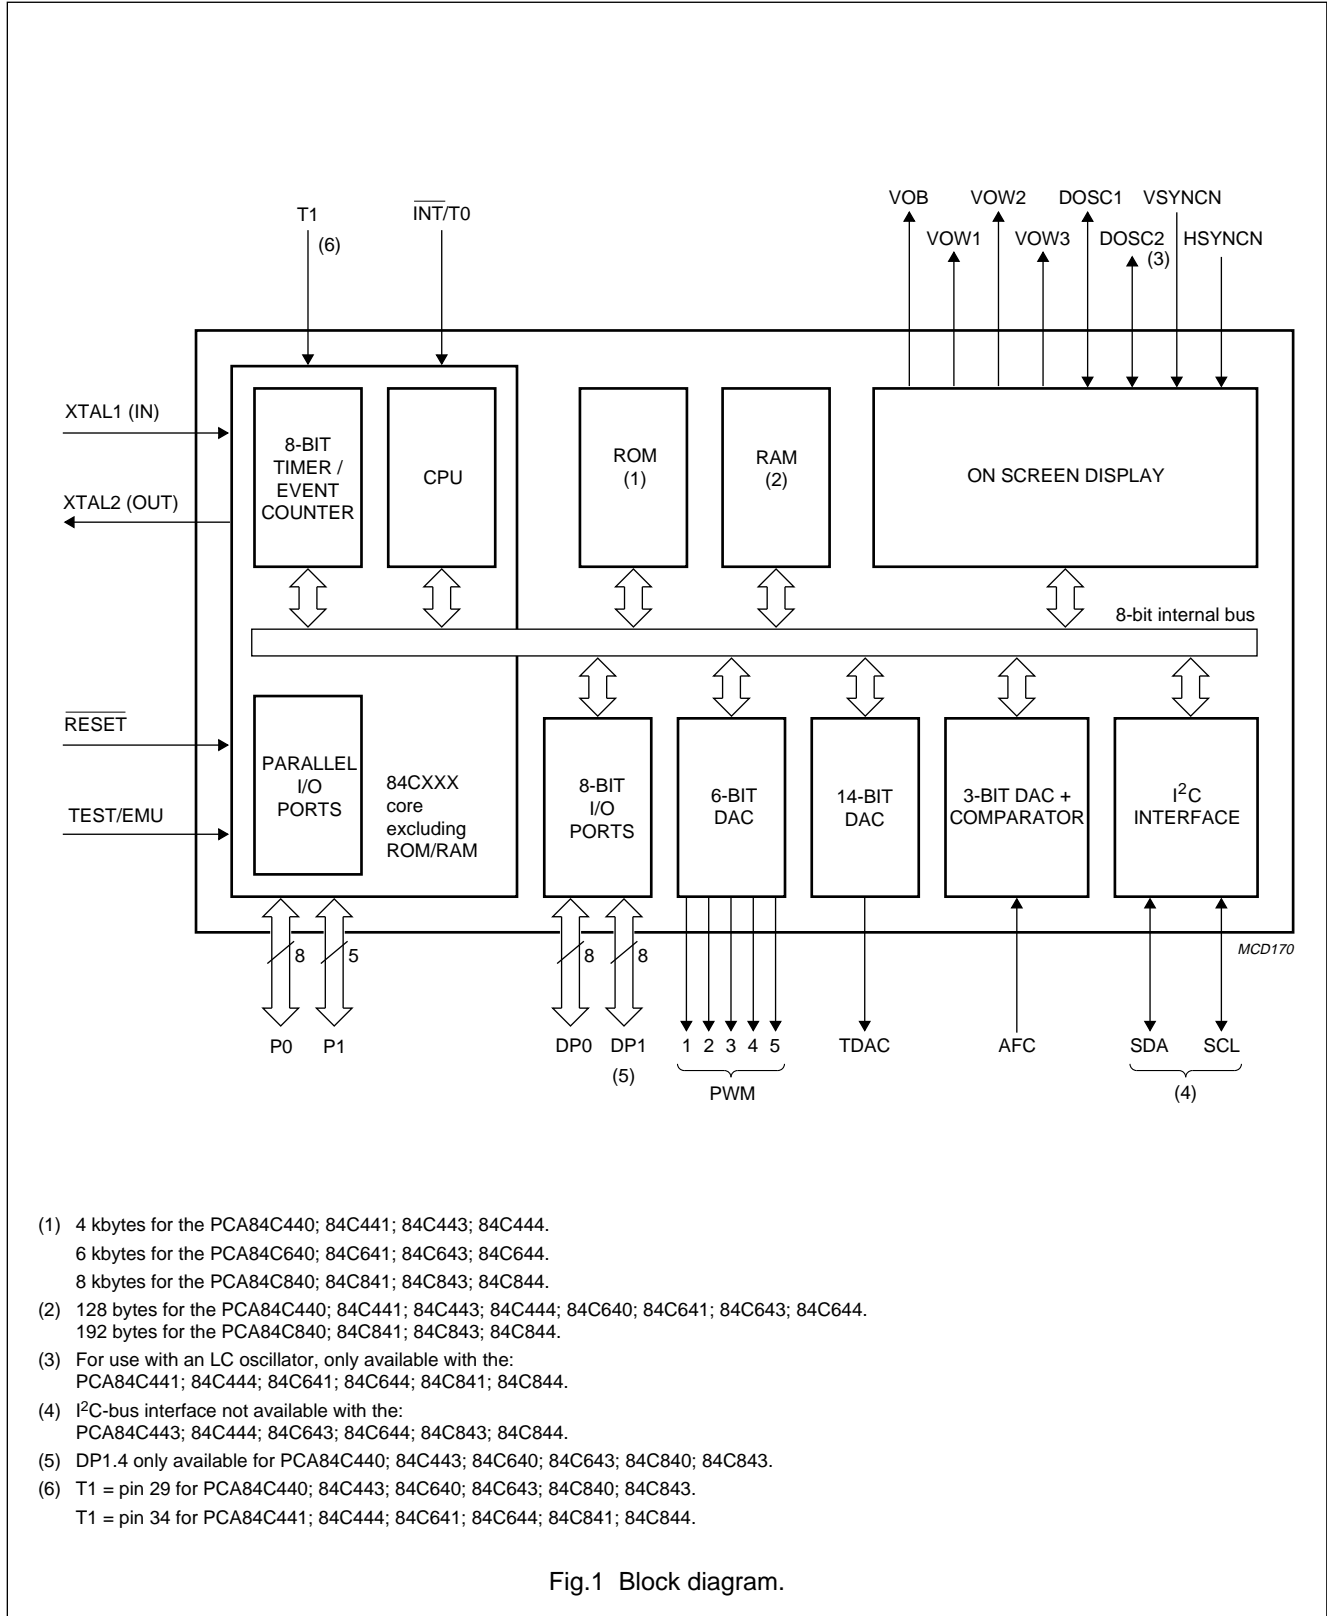 VOB VOW2 DOSC1 VSYNCN
T1 INT/T0
(6)
VOW1 VOW3 DOSC2 HSYNCN
(3)
XTAL1 (IN)
XTAL2 (OUT)
8-BIT
TIMER /
EVENT
COUNTER
CPU
ROM
(1)
RAM
(2)
ON SCREEN DISPLAY
8-bit internal bus
RESET
TEST/EMU
PARALLEL
I/O
PORTS
84CXXX
core
excluding
ROM/RAM
8-BIT
I/O
PORTS
6-BIT
DAC
14-BIT
DAC
3-BIT DAC +
COMPARATOR
I2C
INTERFACE
8 5 8 8
MCD170
P0 P1 DP0 DP1 1 2 3 4 5 TDAC AFC SDA SCL
(5)
PWM
(4)
(1) 4 kbytes for the PCA84C440; 84C441; 84C443; 84C444.
6 kbytes for the PCA84C640; 84C641; 84C643; 84C644.
8 kbytes for the PCA84C840; 84C841; 84C843; 84C844.
(2) 128 bytes for the PCA84C440; 84C441; 84C443; 84C444; 84C640; 84C641; 84C643; 84C644.
192 bytes for the PCA84C840; 84C841; 84C843; 84C844.
(3) For use with an LC oscillator, only available with the:
PCA84C441; 84C444; 84C641; 84C644; 84C841; 84C844.
(4) I2C-bus interface not available with the:
PCA84C443; 84C444; 84C643; 84C644; 84C843; 84C844.
(5) DP1.4 only available for PCA84C440; 84C443; 84C640; 84C643; 84C840; 84C843.
(6) T1 = pin 29 for PCA84C440; 84C443; 84C640; 84C643; 84C840; 84C843.
T1 = pin 34 for PCA84C441; 84C444; 84C641; 84C644; 84C841; 84C844.
Fig.1 Block diagram.